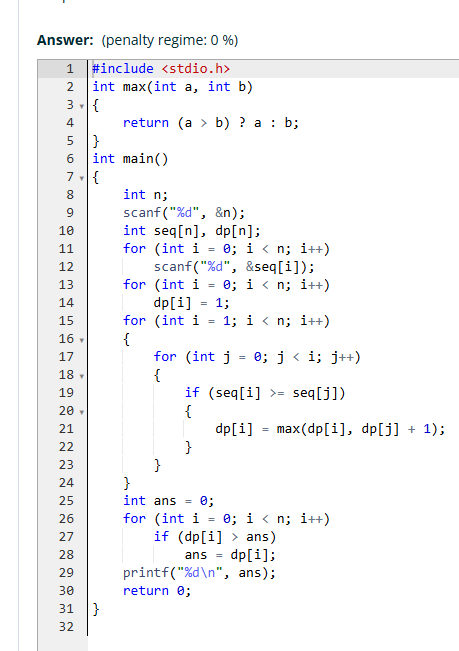 Answer: (penalty regime: 0 %)
1 #include <stdio.h>
2 int max(int a, int b)
3 {
4     return (a > b) ? a : b;
5 }
6 int main()
7 {
8     int n;
9     scanf("%d", &n);
10     int seq[n], dp[n];
11     for (int i = 0; i < n; i++)
12         scanf("%d", &seq[i]);
13     for (int i = 0; i < n; i++)
14         dp[i] = 1;
15     for (int i = 1; i < n; i++)
16     {
17         for (int j = 0; j < i; j++)
18         {
19             if (seq[i] >= seq[j])
20             {
21                 dp[i] = max(dp[i], dp[j] + 1);
22             }
23         }
24     }
25     int ans = 0;
26     for (int i = 0; i < n; i++)
27         if (dp[i] > ans)
28             ans = dp[i];
29     printf("%d\n", ans);
30     return 0;
31 }
32